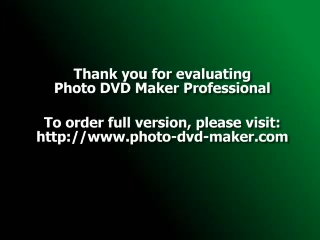 Thank you for evaluating
Photo DVD Maker Professional
To order full version, please visit:
http://www.photo-dvd-maker.com